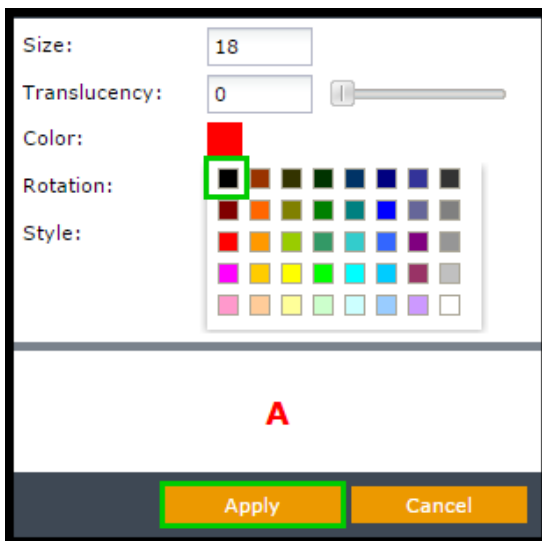 Size: 18
Translucency: 0
Color:
Rotation:
Style:
A
Apply Cancel